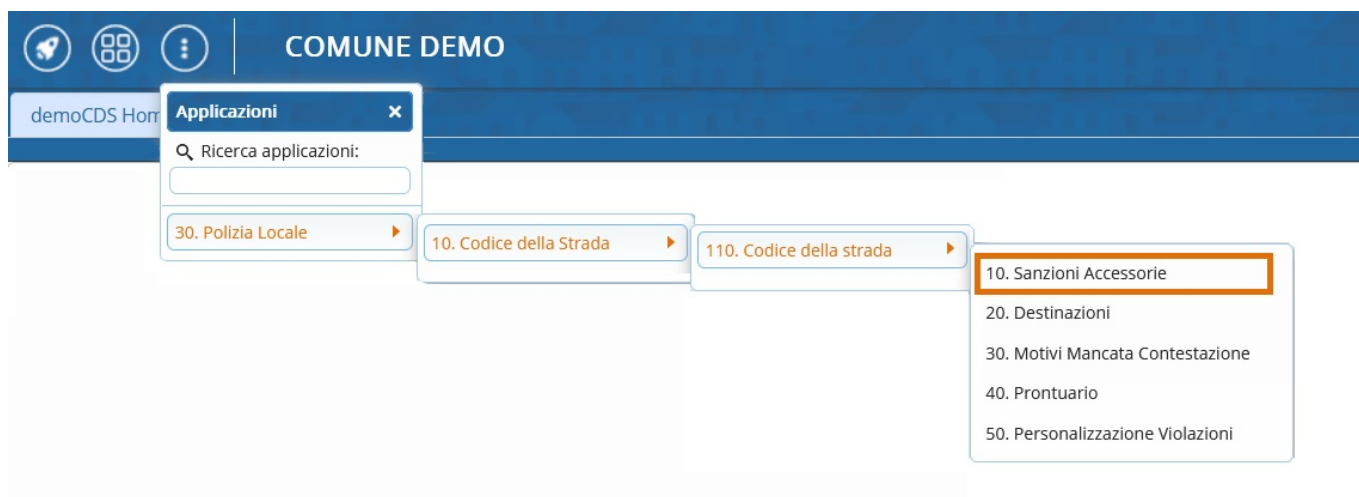 COMUNE DEMO
demoCDS Hom
Applicazioni
Ricerca applicazioni:
30. Polizia Locale
10. Codice della Strada
110. Codice della strada
10. Sanzioni Accessorie
20. Destinazioni
30. Motivi Mancata Contestazione
40. Prontuario
50. Personalizzazione Violazioni